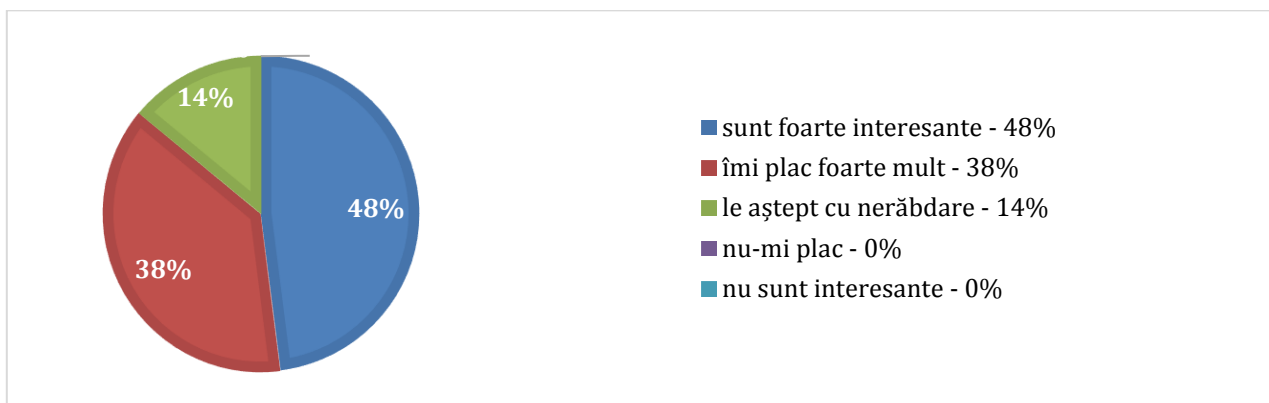 14%
48%
38%
sunt foarte interesante - 48%
îmi plac foarte mult - 38%
le aștept cu nerăbdare - 14%
nu-mi plac - 0%
nu sunt interesante - 0%